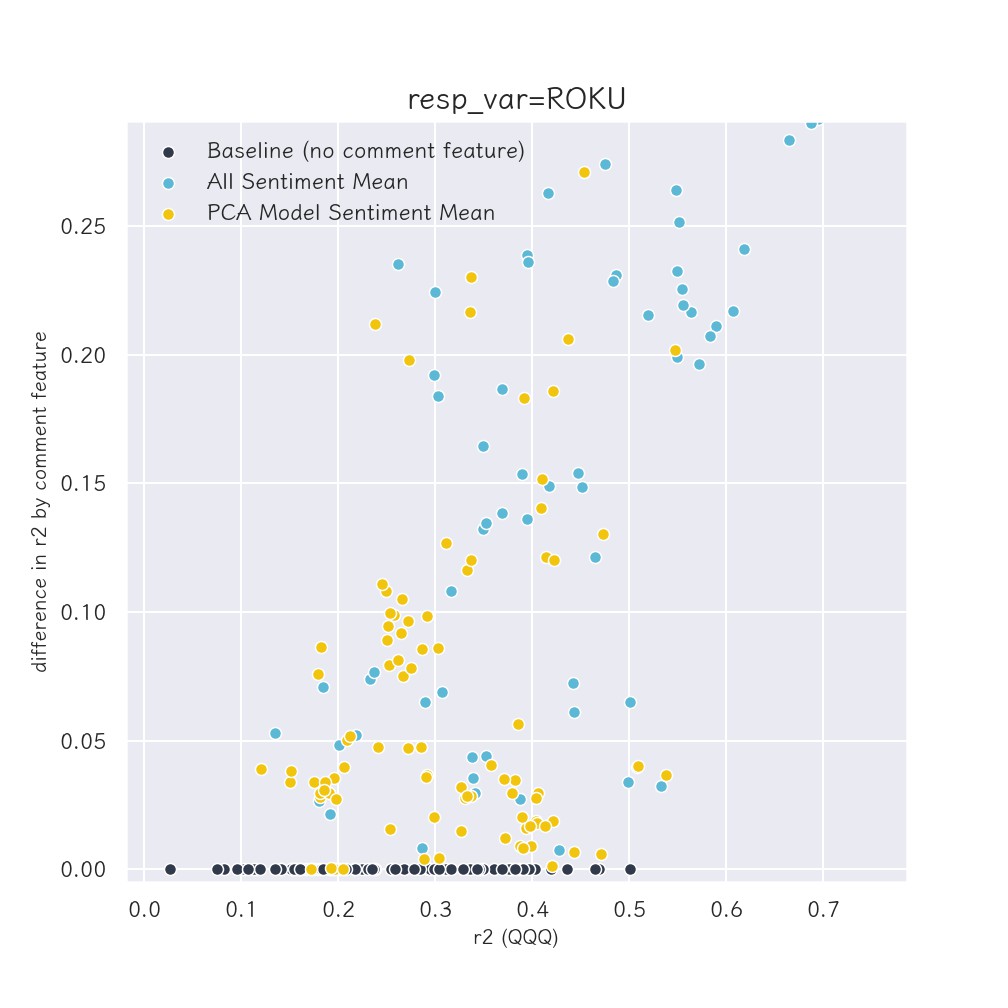 resp_var=ROKU
Baseline (no comment feature)
All Sentiment Mean
PCA Model Sentiment Mean
difference in r2 by comment feature
0.25
0.20
0.15
0.10
0.05
0.00
0.0 0.1 0.2 0.3 0.4 0.5 0.6 0.7
r2 (QQQ)